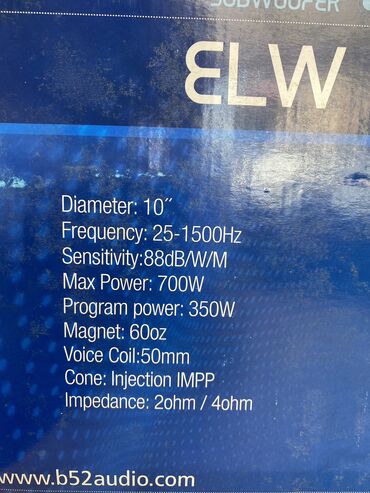 SUBWOOFER
ELW
Diameter: 10˝
Frequency: 25-1500Hz
Sensitivity:88dB/W/M
Max Power: 700W
Program power: 350W
Magnet: 60oz
Voice Coil:50mm
Cone: Injection IMPP
Impedance: 2ohm / 4ohm
www.b52audio.com